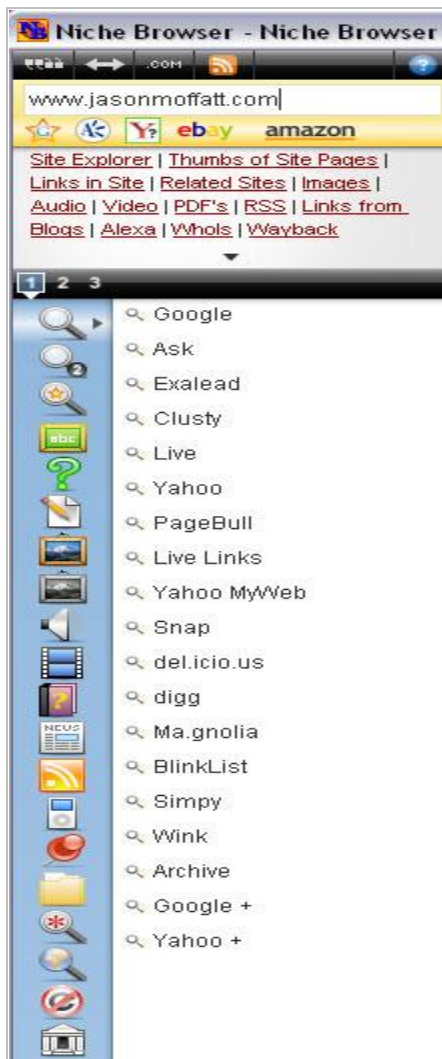 Niche Browser - Niche Browser
.com
www.jasonmoffatt.com
Y? ebay amazon
Site Explorer | Thumbs of Site Pages |
Links in Site | Related Sites | Images |
Audio | Video | PDF's | RSS | Links from
Blogs | Alexa | WhoIs | Wayback
1 2 3
Google
Ask
2
Exalead
Clusty
abc
Live
Yahoo
PageBull
Live Links
Yahoo MyWeb
Snap
del.icio.us
digg
Ma.gnolia
NEWS
BlinkList
Simpy
Wink
Archive
Google +
Yahoo +